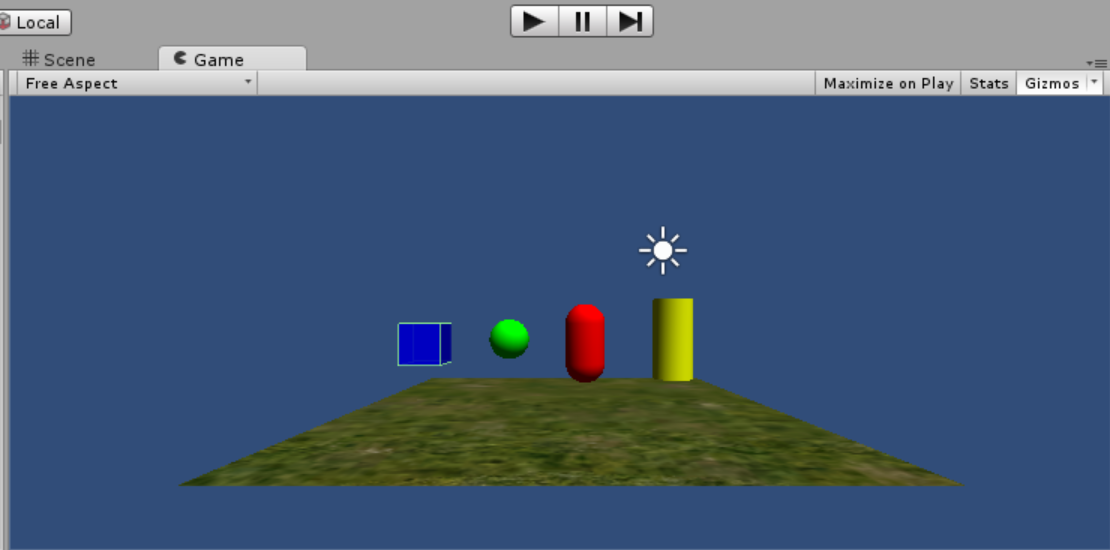 Local
Scene
Game
Free Aspect
Maximize on Play
Stats
Gizmos